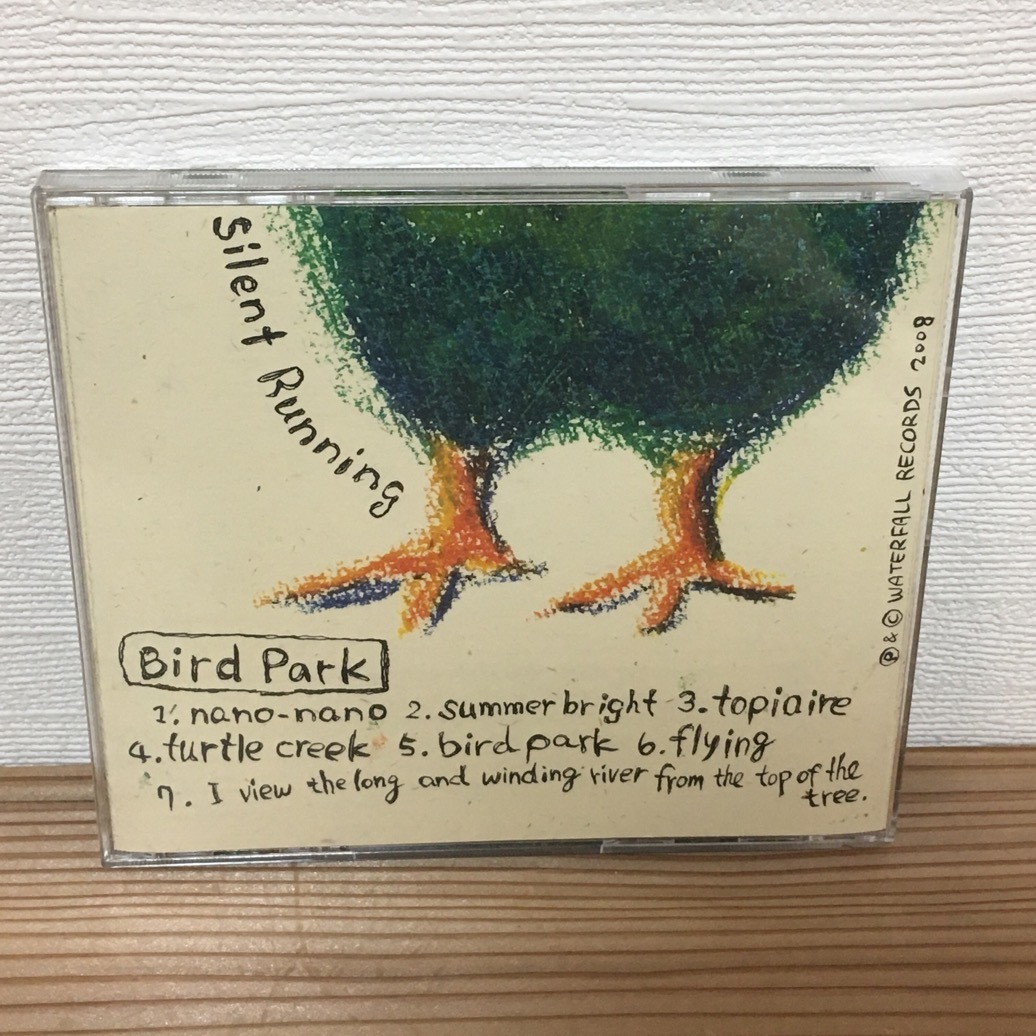 Silent Running
℗ & © WATERFALL RECORDS 2008
Bird Park
1. nano-nano 2. summer bright 3. topiaire
4. turtle creek 5. bird park 6. flying
7. I view the long and winding river from the top of the
tree.